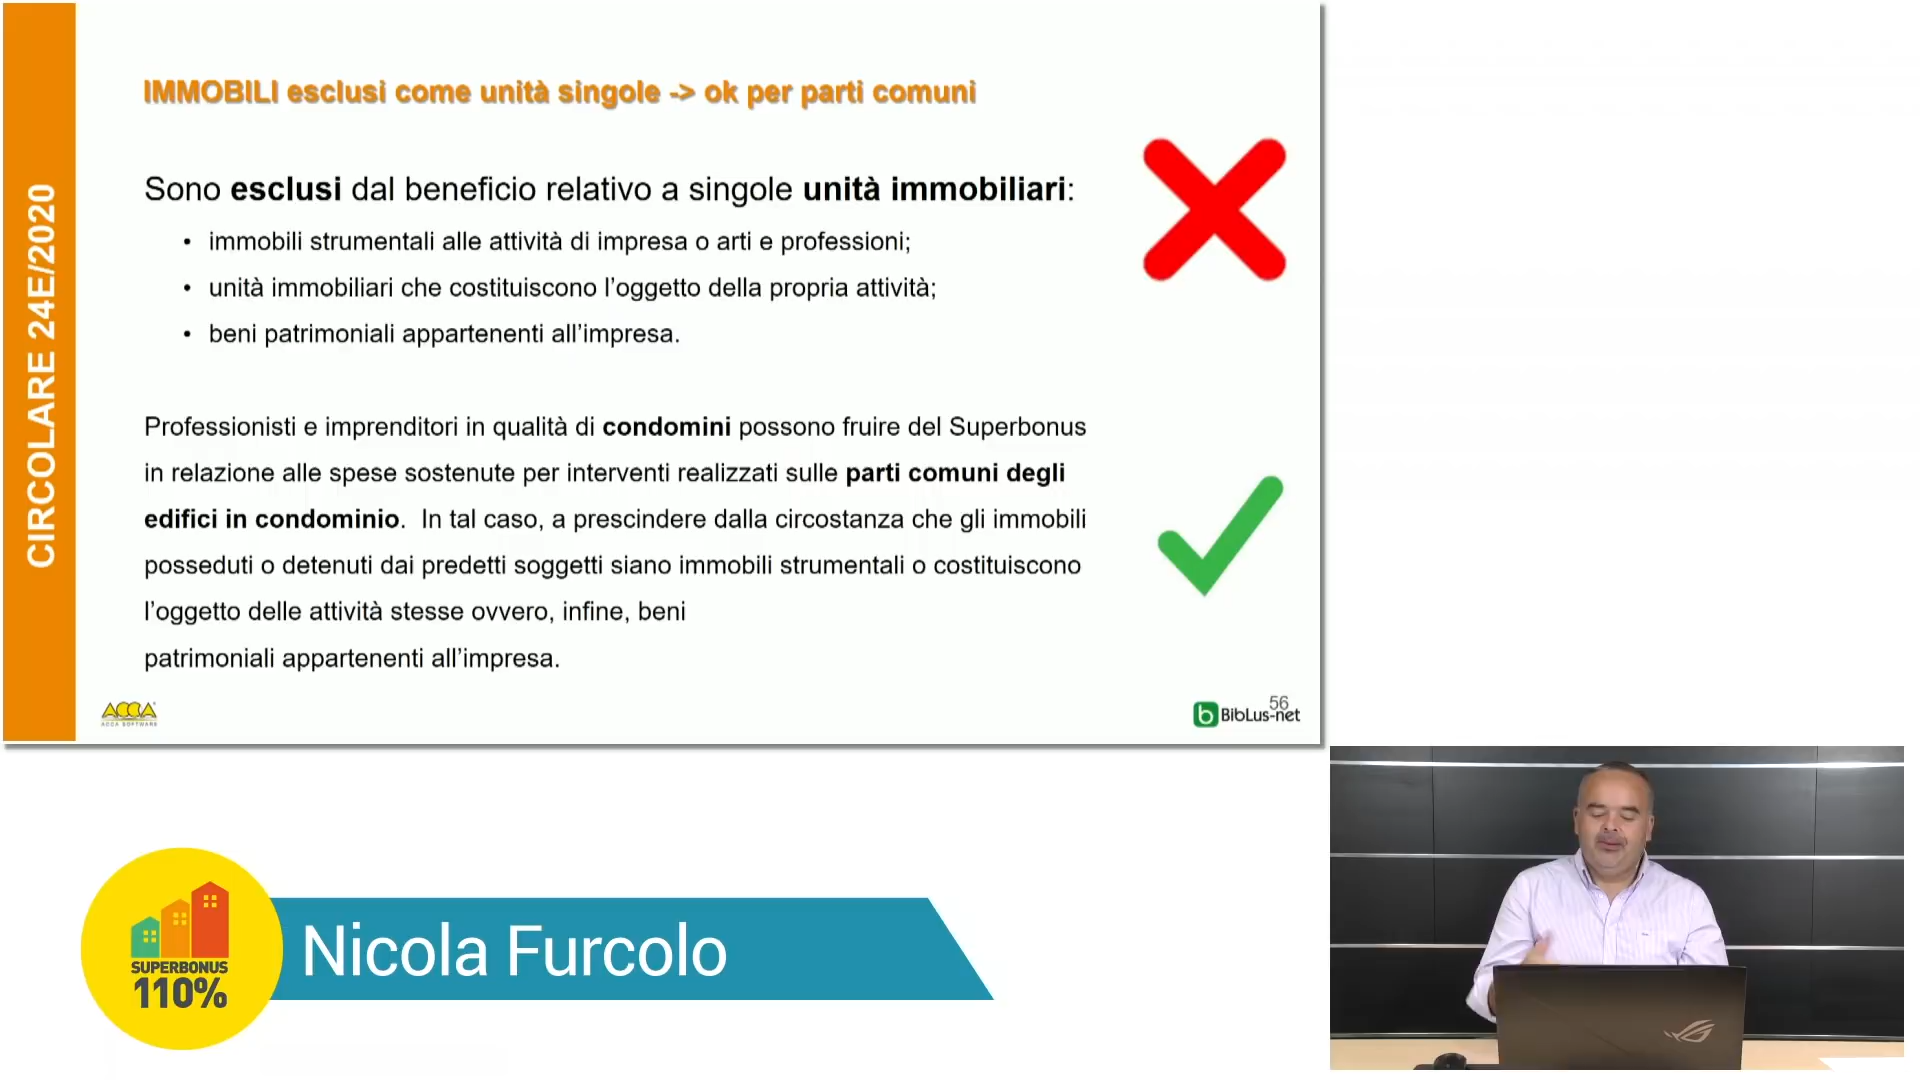 CIRCOLARE 24E/2020
IMMOBILI esclusi come unità singole -> ok per parti comuni
Sono esclusi dal beneficio relativo a singole unità immobiliari:
• immobili strumentali alle attività di impresa o arti e professioni;
• unità immobiliari che costituiscono l’oggetto della propria attività;
• beni patrimoniali appartenenti all’impresa.
Professionisti e imprenditori in qualità di condomini possono fruire del Superbonus
in relazione alle spese sostenute per interventi realizzati sulle parti comuni degli
edifici in condominio. In tal caso, a prescindere dalla circostanza che gli immobili
posseduti o detenuti dai predetti soggetti siano immobili strumentali o costituiscono
l’oggetto delle attività stesse ovvero, infine, beni
patrimoniali appartenenti all’impresa.
ACCA
ACCA SOFTWARE
56
BibLus-net
SUPERBONUS
110%
Nicola Furcolo